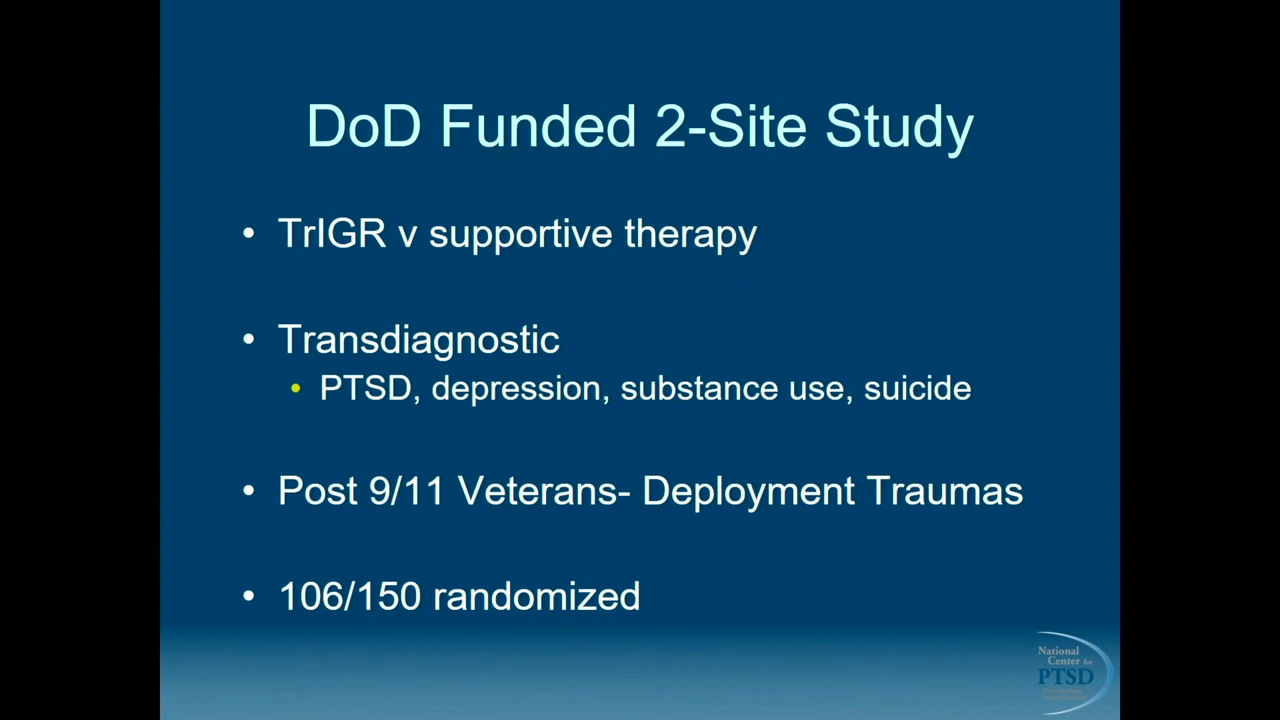 DoD Funded 2-Site Study
• TrIGR v supportive therapy
• Transdiagnostic
• PTSD, depression, substance use, suicide
• Post 9/11 Veterans- Deployment Traumas
• 106/150 randomized
National
Center for
PTSD